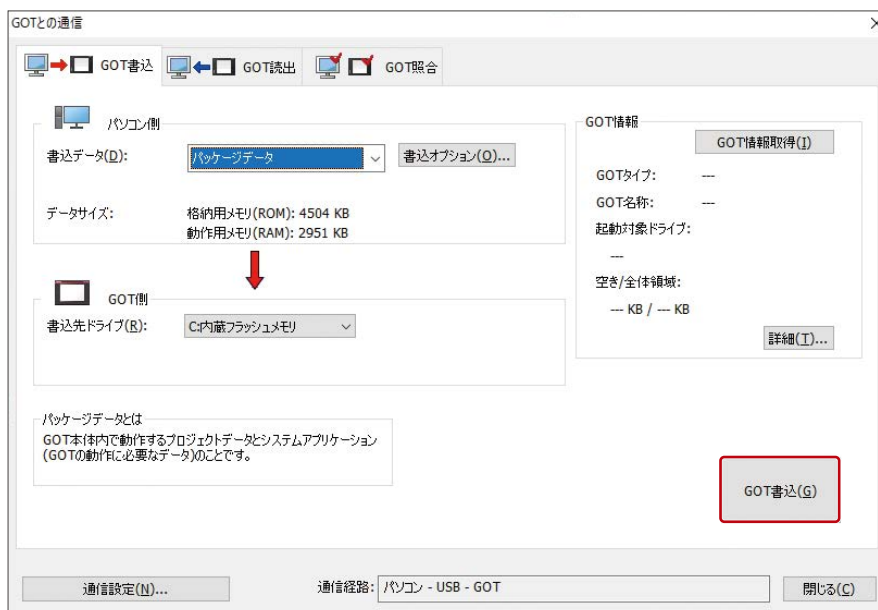 GOTとの通信
GOT書込
GOT読出
GOT照合
パソコン側
書込データ(D):
パッケージデータ
書込オプション(O)...
データサイズ:
格納用メモリ(ROM): 4504 KB
動作用メモリ(RAM): 2951 KB
GOT側
書込先ドライブ(R):
C:内蔵フラッシュメモリ
パッケージデータとは
GOT本体内で動作するプロジェクトデータとシステムアプリケーション
(GOTの動作に必要なデータ)のことです。
GOT情報
GOT情報取得(I)
GOTタイプ: ---
GOT名称: ---
起動対象ドライブ:
---
空き/全体領域:
--- KB / --- KB
詳細(T)...
GOT書込(G)
通信設定(N)...
通信経路:
パソコン - USB - GOT
閉じる(C)